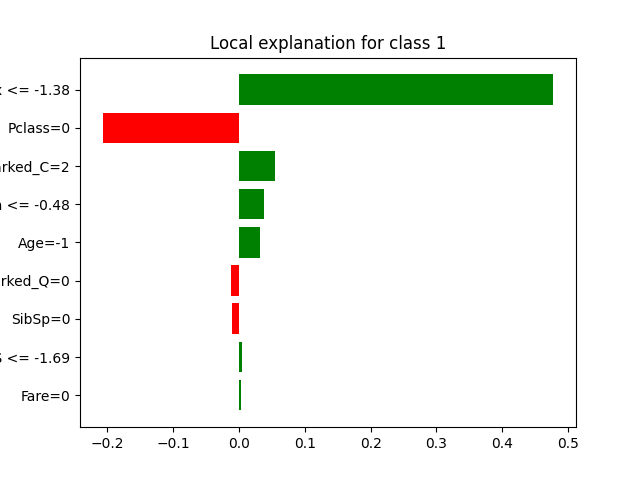 Local explanation for class 1
<= -1.38
Pclass=0
arked_C=2
<= -0.48
Age=-1
rked_Q=0
SibSp=0
<= -1.69
Fare=0
−0.2 −0.1 0.0 0.1 0.2 0.3 0.4 0.5